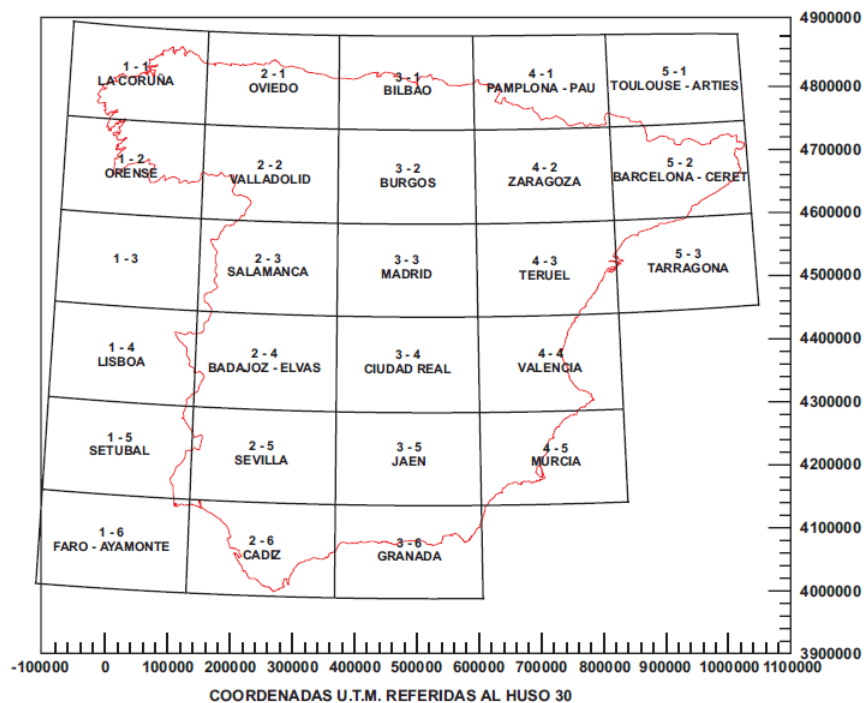 4900000
1 - 1
LA CORUÑA
2 - 1
OVIEDO
3 - 1
BILBAO
4 - 1
PAMPLONA - PAU
5 - 1
TOULOUSE - ARTIES
4800000
4700000
1 - 2
ORENSE
2 - 2
VALLADOLID
3 - 2
BURGOS
4 - 2
ZARAGOZA
5 - 2
BARCELONA - CERET
4600000
1 - 3
2 - 3
SALAMANCA
3 - 3
MADRID
4 - 3
TERUEL
5 - 3
TARRAGONA
4500000
4400000
1 - 4
LISBOA
2 - 4
BADAJOZ - ELVAS
3 - 4
CIUDAD REAL
4 - 4
VALENCIA
4300000
1 - 5
SETUBAL
2 - 5
SEVILLA
3 - 5
JAEN
4 - 5
MURCIA
4200000
4100000
1 - 6
FARO - AYAMONTE
2 - 6
CADIZ
3 - 6
GRANADA
4000000
3900000
-100000 0 100000 200000 300000 400000 500000 600000 700000 800000 900000 1000000 1100000
COORDENADAS U.T.M. REFERIDAS AL HUSO 30